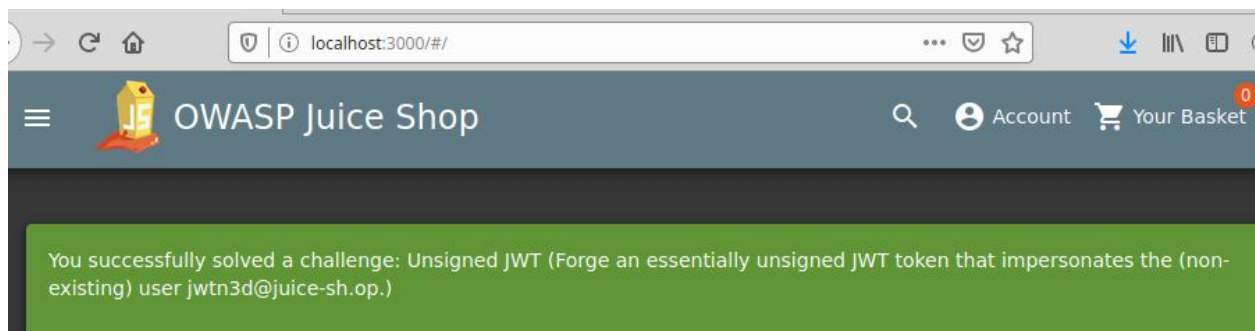 localhost:3000/#/
OWASP Juice Shop
Account
Your Basket
0
You successfully solved a challenge: Unsigned JWT (Forge an essentially unsigned JWT token that impersonates the (non-
existing) user jwtn3d@juice-sh.op.)